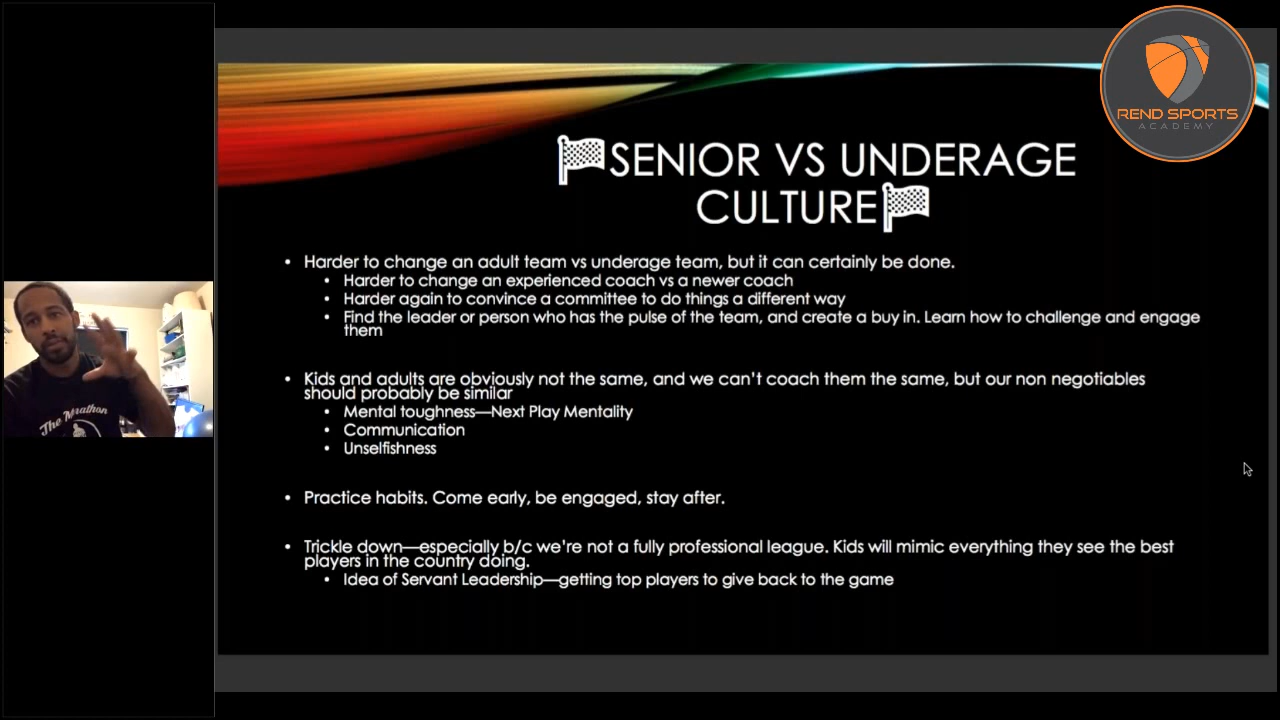 REND SPORTS
ACADEMY
SENIOR VS UNDERAGE
CULTURE
• Harder to change an adult team vs underage team, but it can certainly be done.
• Harder to change an experienced coach vs a newer coach
• Harder again to convince a committee to do things a different way
• Find the leader or person who has the pulse of the team, and create a buy in. Learn how to challenge and engage
them
• Kids and adults are obviously not the same, and we can't coach them the same, but our non negotiables
should probably be similar
• Mental toughness—Next Play Mentality
• Communication
• Unselfishness
• Practice habits. Come early, be engaged, stay after.
• Trickle down—especially b/c we're not a fully professional league. Kids will mimic everything they see the best
players in the country doing.
• Idea of Servant Leadership—getting top players to give back to the game
The Marathon